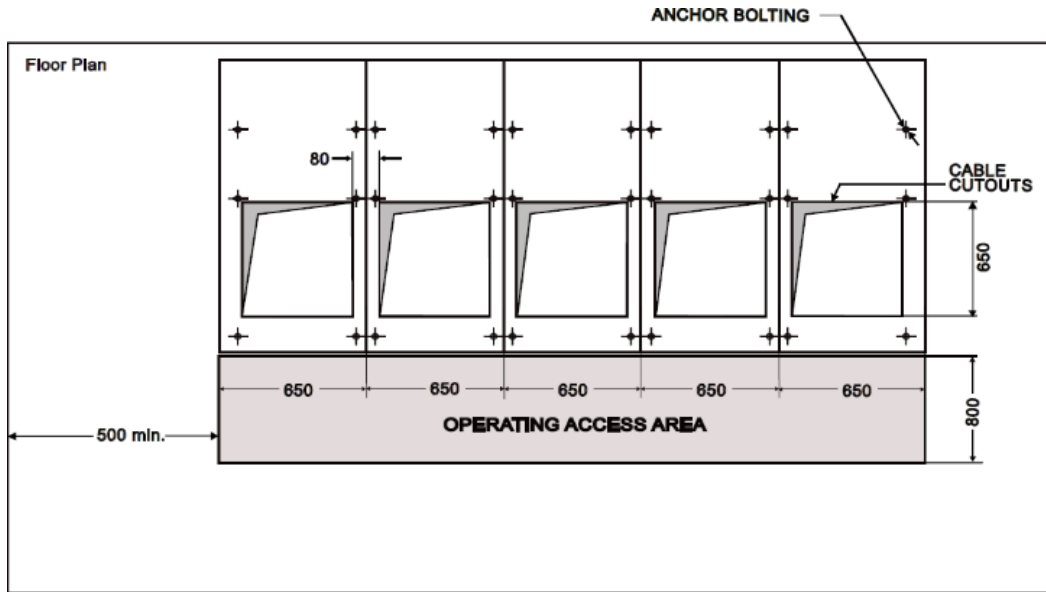 ANCHOR BOLTING
Floor Plan
80
CABLE
CUTOUTS
650
650
650
650
650
650
800
OPERATING ACCESS AREA
500 min.